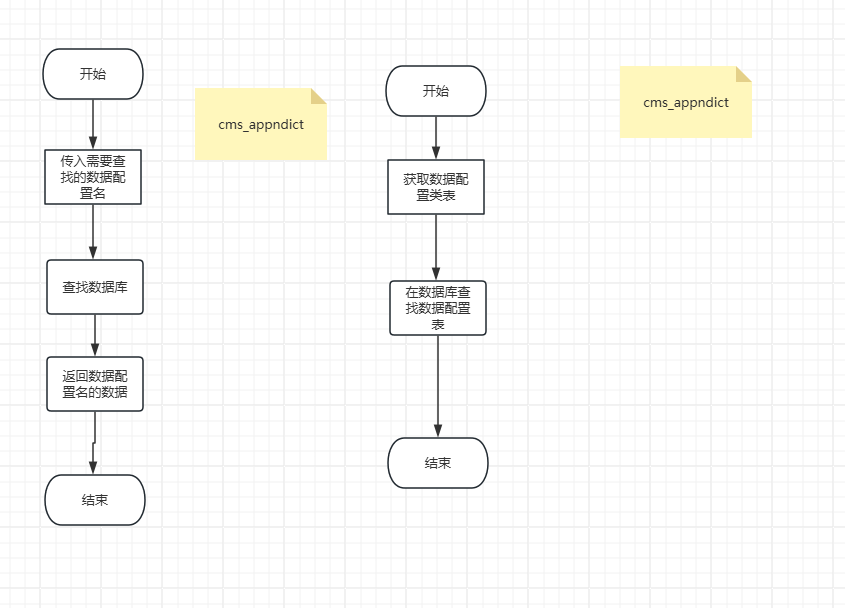 开始
cms_appndict
传入需要查
找的数据配
置名
查找数据库
返回数据配
置名的数据
结束
开始
cms_appndict
获取数据配
置类表
在数据库查
找数据配置
表
结束